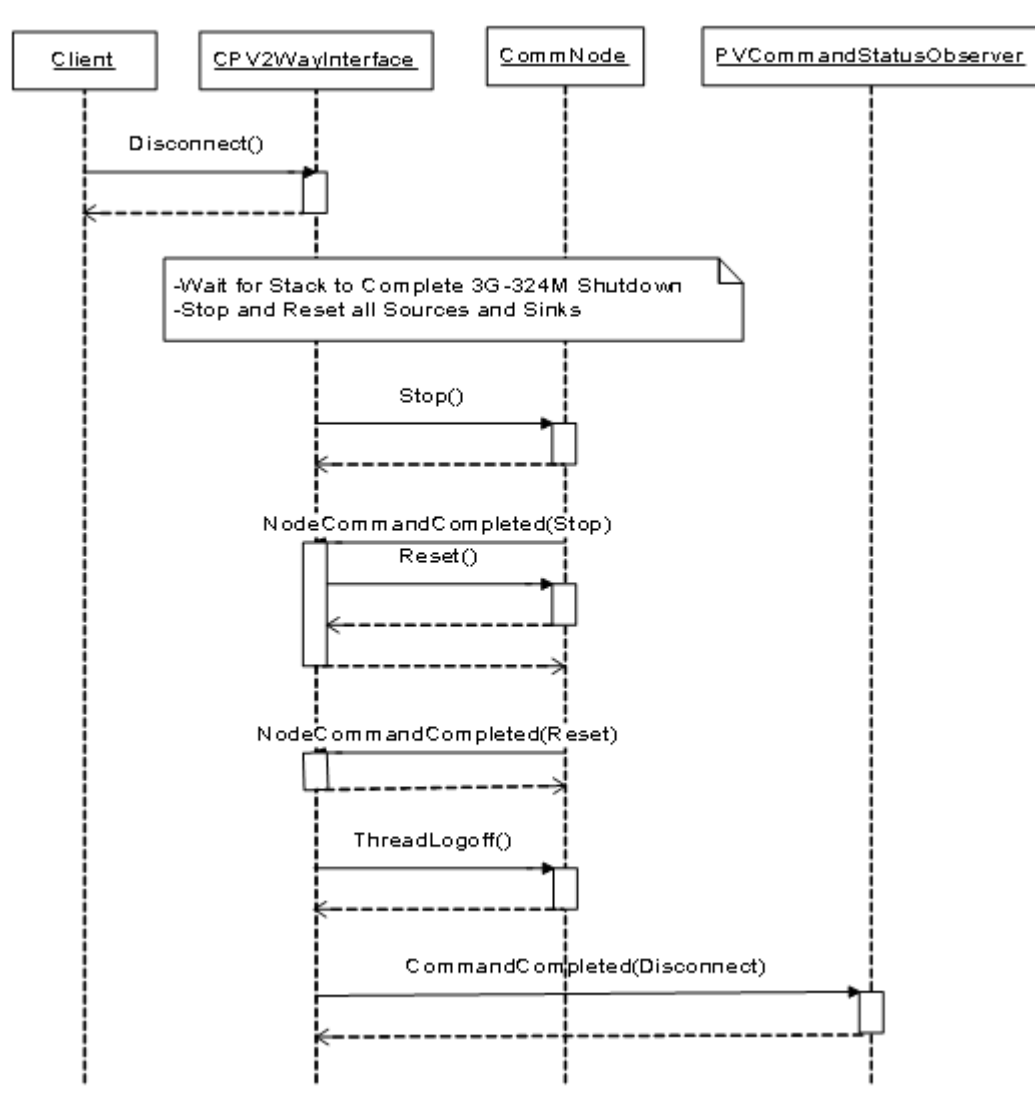 Client
CPV2WayInterface
CommNode
PVCommandStatusObserver
Disconnect()
-Wait for Stack to Complete 3G-324M Shutdown
-Stop and Reset all Sources and Sinks
Stop()
NodeCommandCompleted(Stop)
Reset()
NodeCommandCompleted(Reset)
ThreadLogoff()
CommandCompleted(Disconnect)